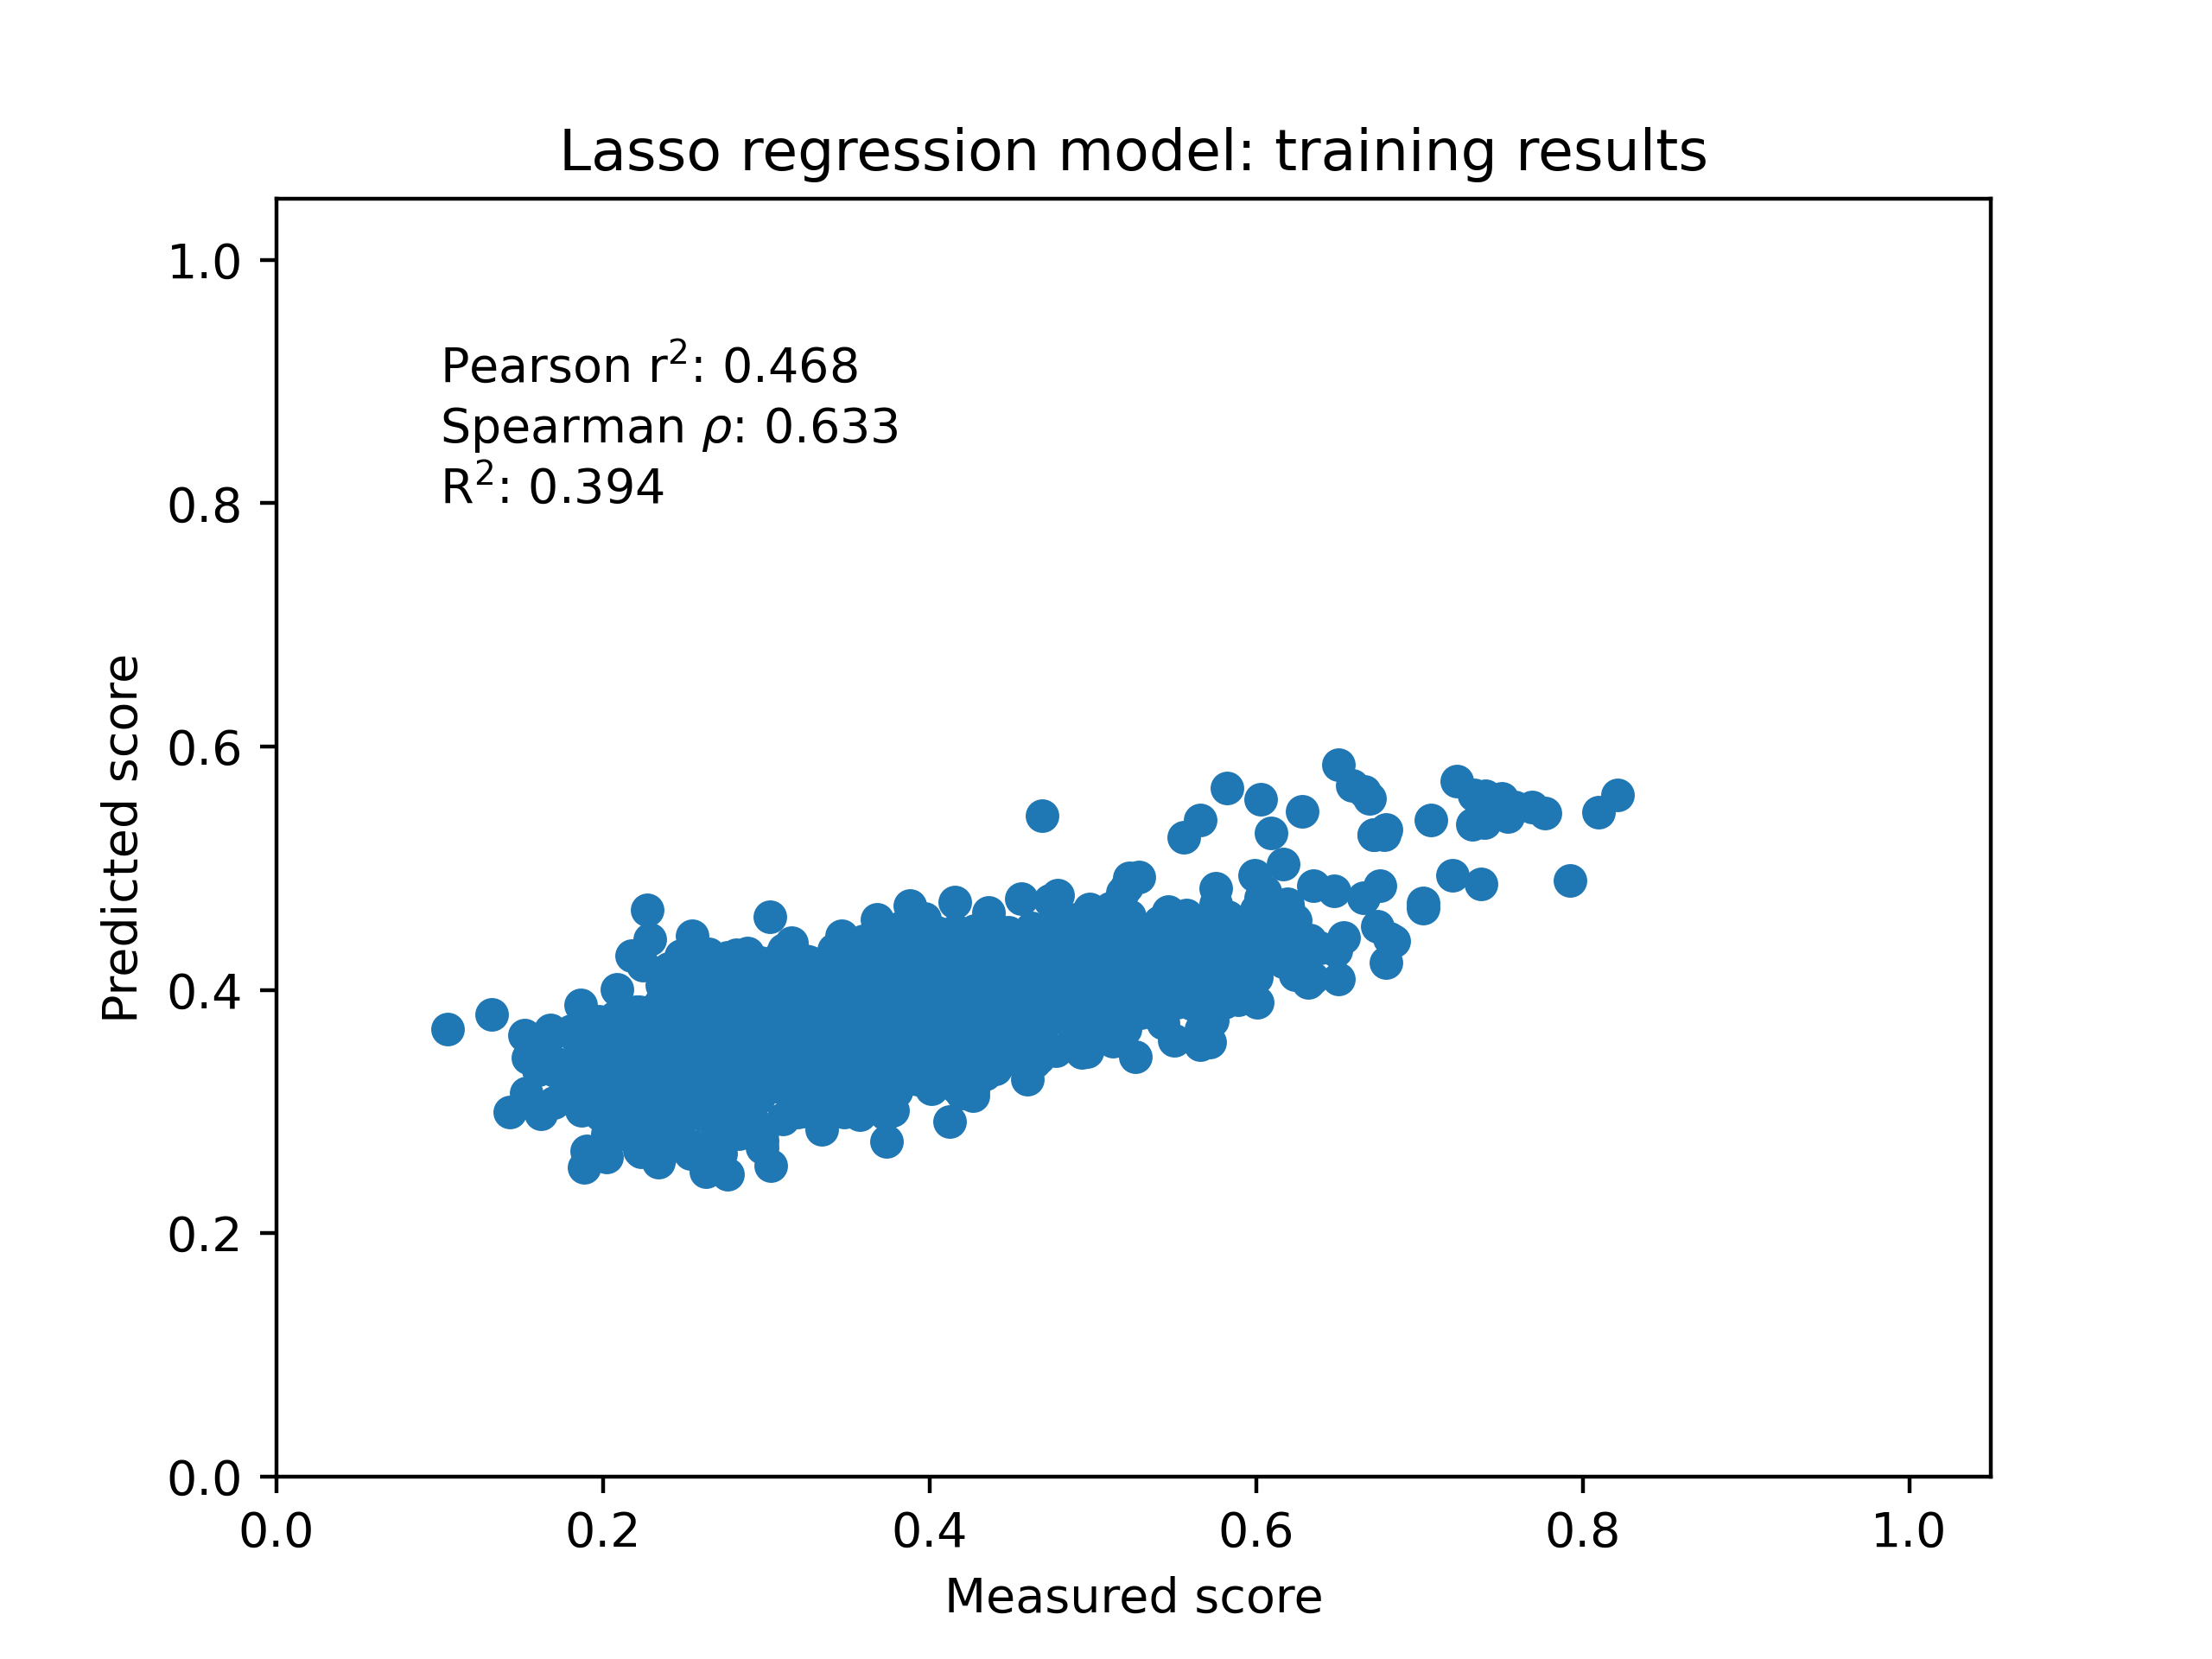 Lasso regression model: training results
1.0
Pearson r²: 0.468
Spearman ρ: 0.633
R²: 0.394
0.8
0.6
Predicted score
0.4
0.2
0.0
0.0 0.2 0.4 0.6 0.8 1.0
Measured score